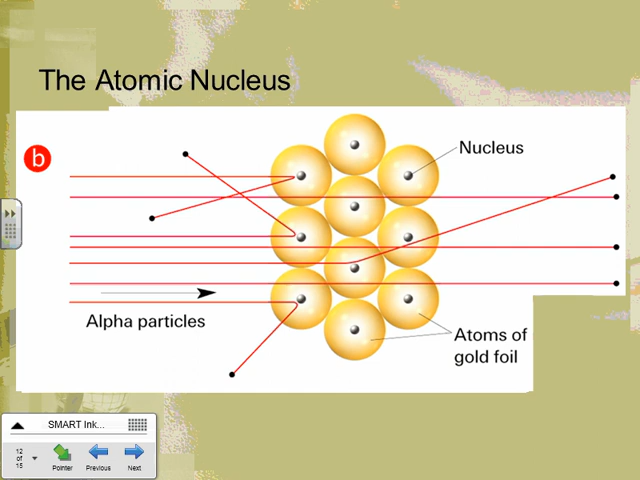 The Atomic Nucleus
b
Nucleus
Alpha particles
Atoms of
gold foil
SMART Ink...
12
of
15
Pointer
Previous
Next